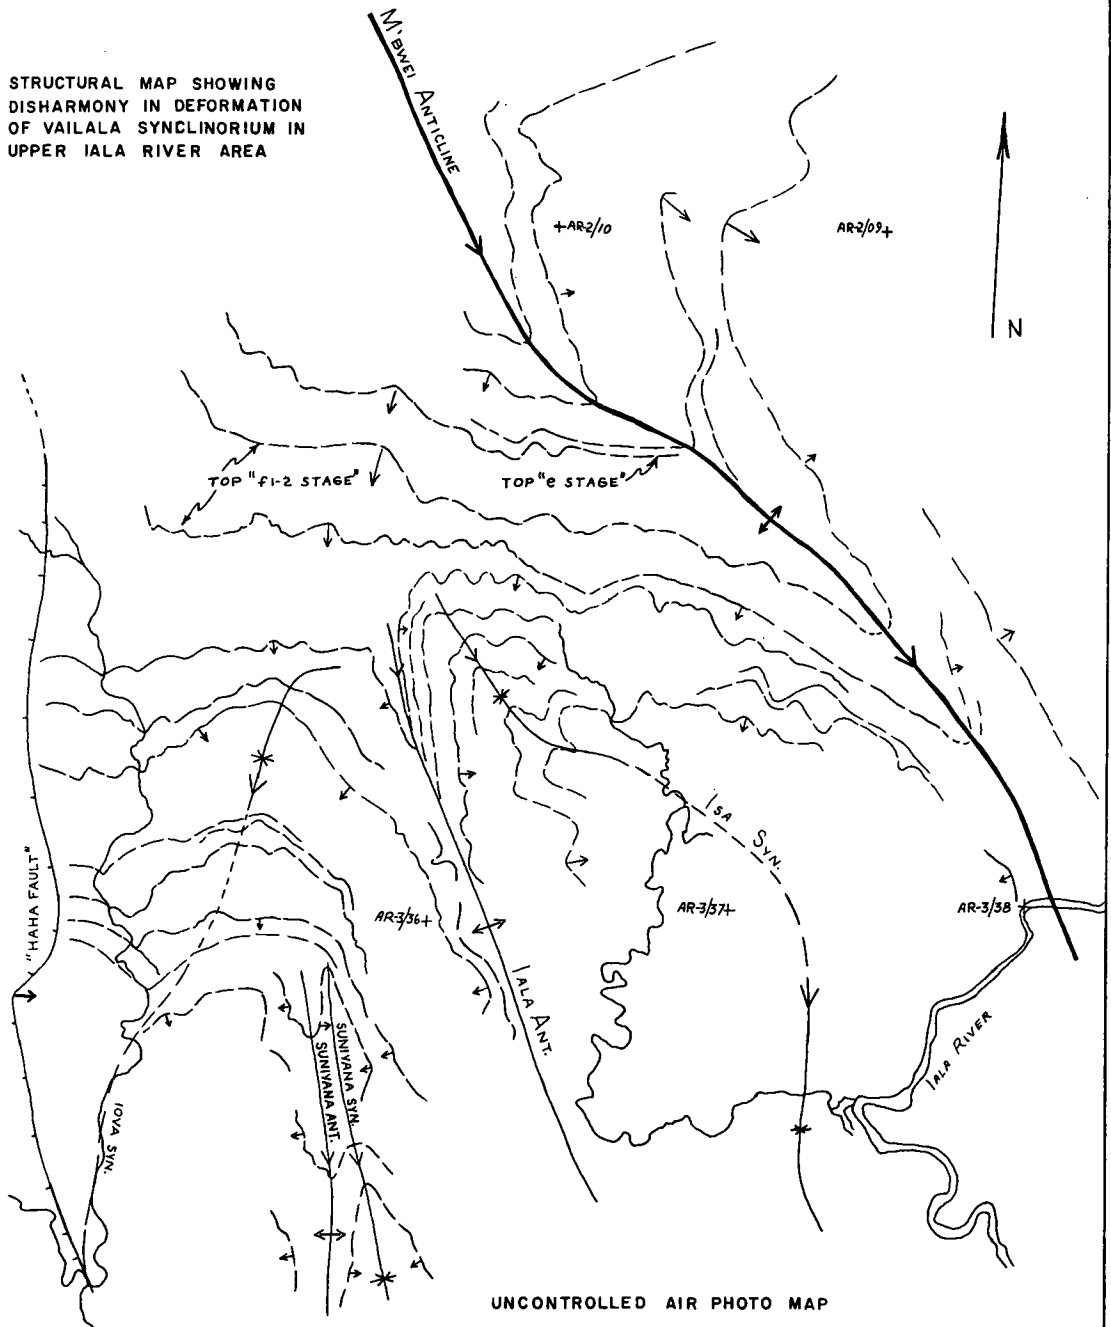 STRUCTURAL MAP SHOWING
DISHARMONY IN DEFORMATION
OF VAILALA SYNCLINORIUM IN
UPPER IALA RIVER AREA
M'BWEI ANTICLINE
+AR-2/10
AR-2/09+
N
TOP "f1-2 STAGE"
TOP "e STAGE"
"HAHA FAULT"
ISA SYN.
AR-3/36+
AR-3/37+
AR-3/38
IALA ANT.
SUNIYANA SYN.
SUNIYANA ANT.
IALA RIVER
IOVA SYN.
UNCONTROLLED AIR PHOTO MAP